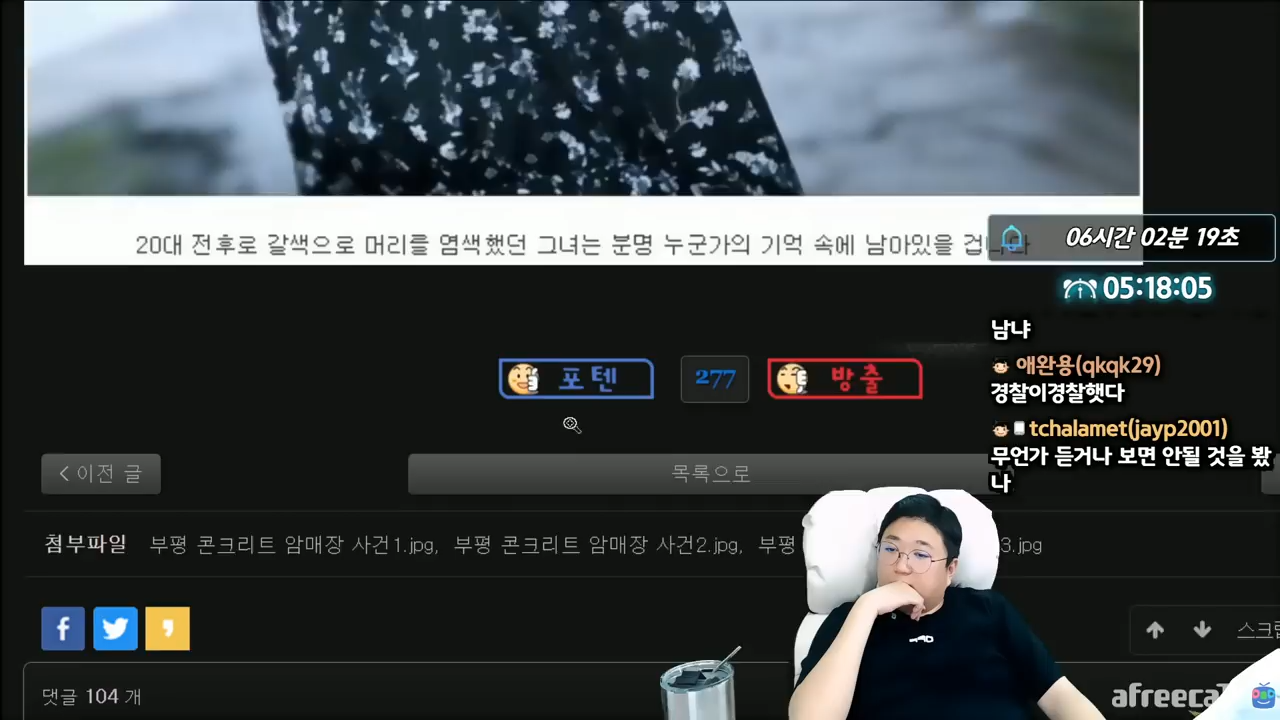 20대 전후로 갈색으로 머리를 염색했던 그녀는 분명 누군가의 기억 속에 남아있을 겁니다
06시간 02분 19초
05:18:05
남냐
애완용(qkqk29)
경찰이경찰햇다
tchalamet(jayp2001)
무언가 듣거나 보면 안될 것을 봤
나
포텐 277 방출
< 이전 글 목록으로
첨부파일 부평 콘크리트 암매장 사건1.jpg, 부평 콘크리트 암매장 사건2.jpg, 부평 3.jpg
스크랩
댓글 104 개
afreecaTV